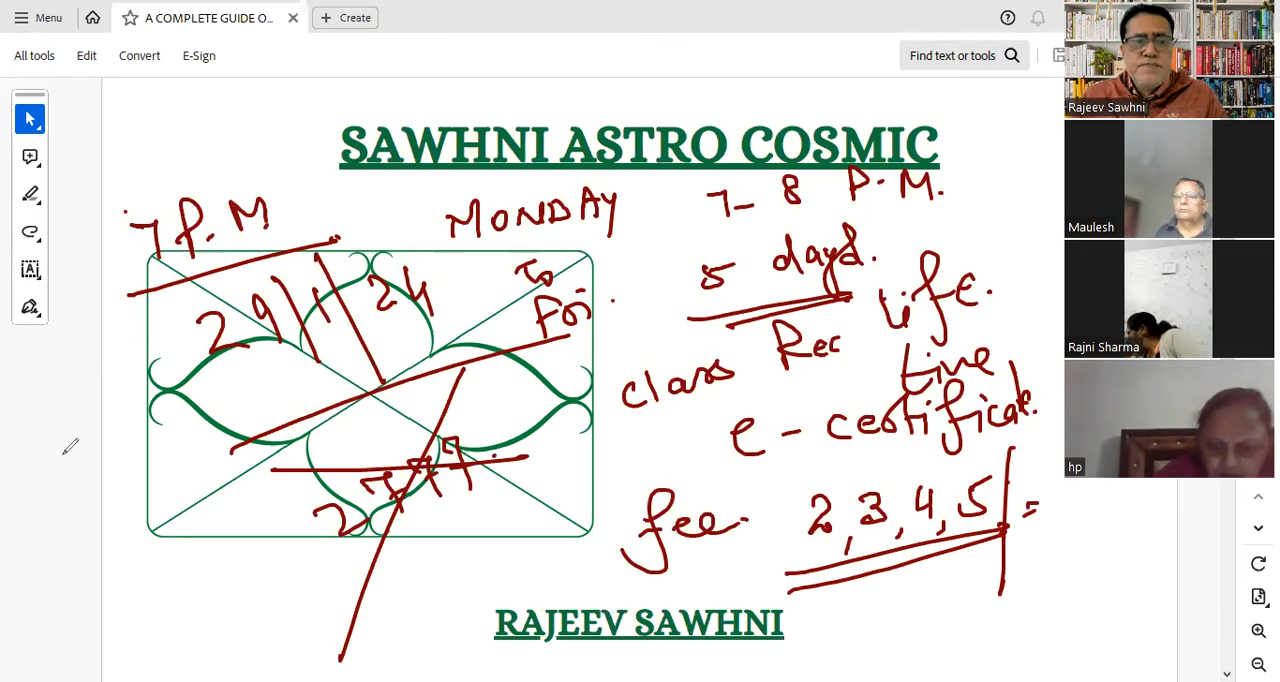 Menu
A COMPLETE GUIDE O...
Create
All tools
Edit
Convert
E-Sign
Find text or tools
SAWHNI ASTRO COSMIC
7 P.M
MONDAY
7- 8 P.M.
to
Fri
5 days.
29/1 24
Life
Time
class Rec
e - certificate.
2
fee-
2, 3, 4, 5 =
RAJEEV SAWHNI
Rajeev Sawhni
Maulesh
Rajni Sharma
hp